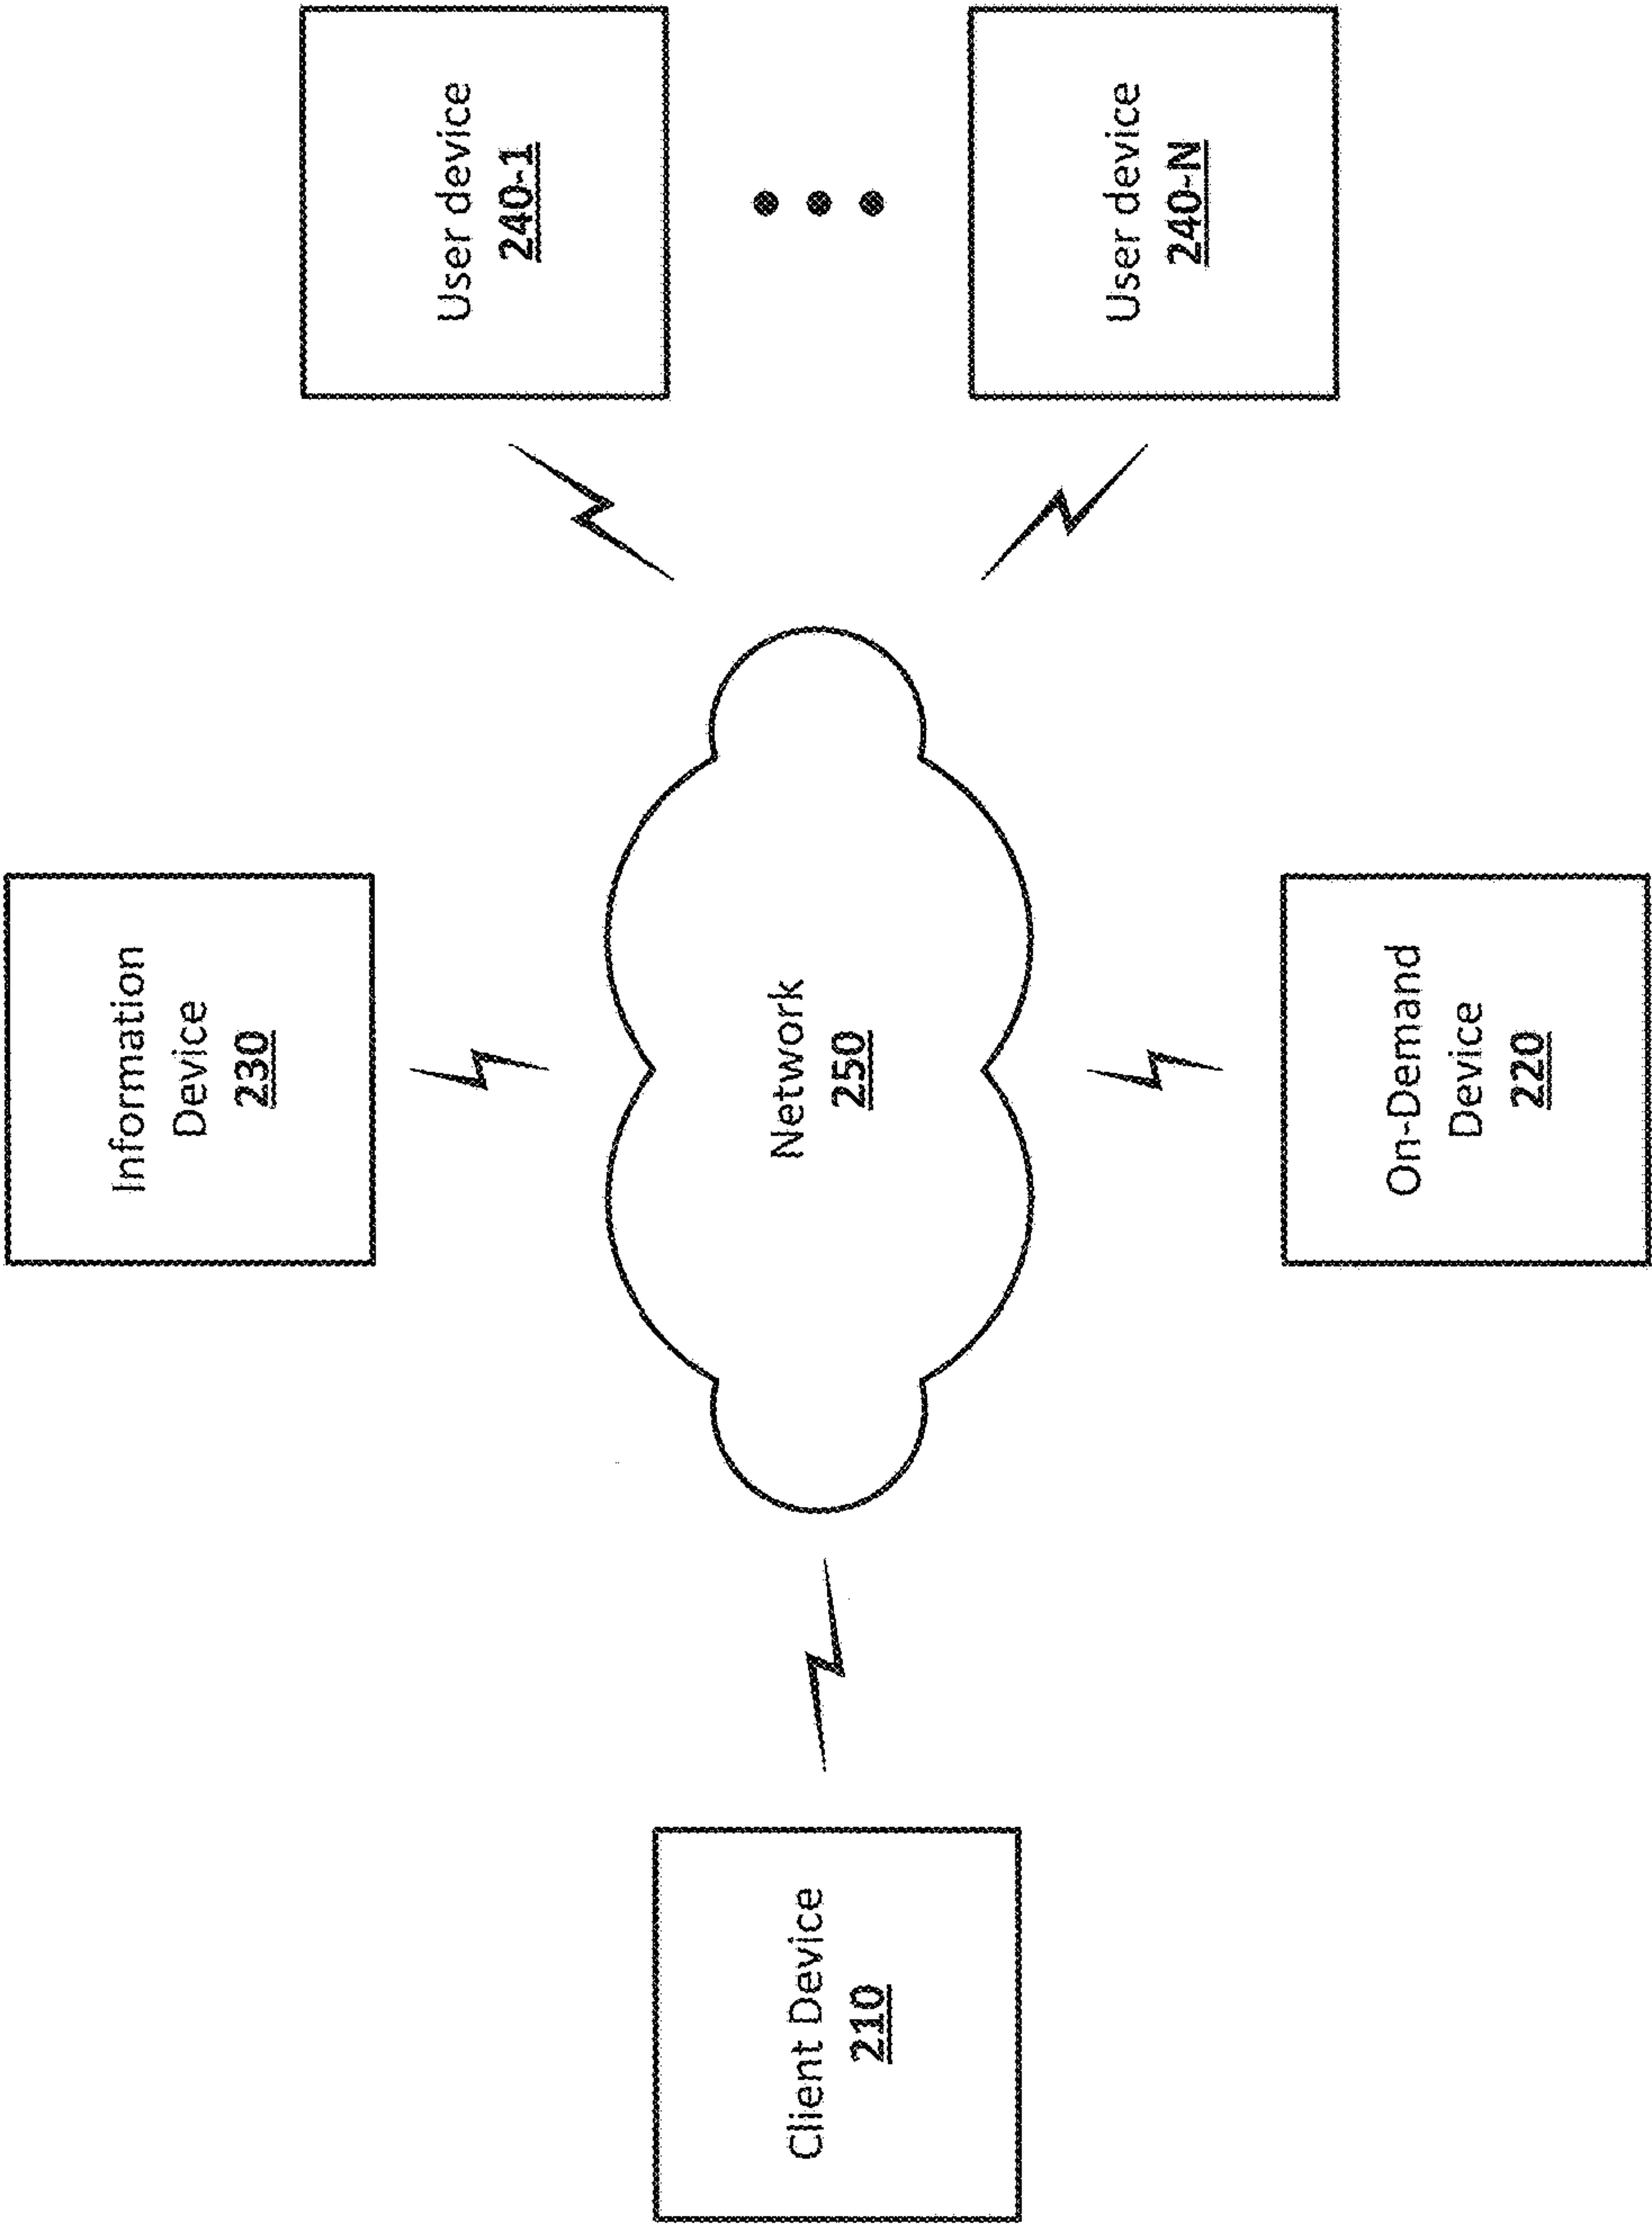 Information
Device
230
User device
240-1
Client Device
210
Network
250
User device
240-N
On-Demand
Device
220